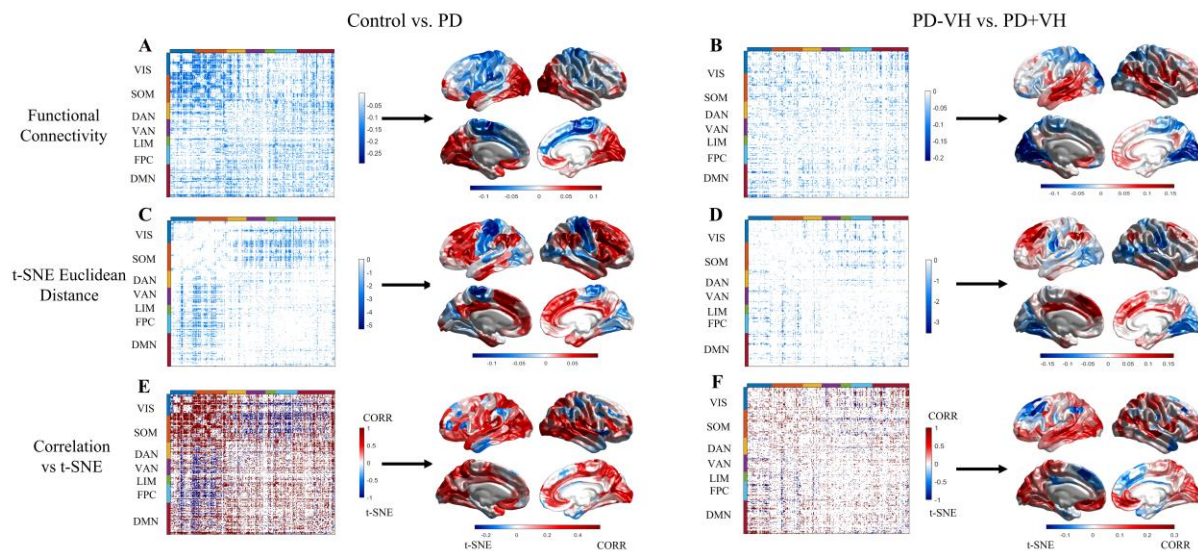 Control vs. PD
PD-VH vs. PD+VH
Functional
Connectivity
A
VIS
SOM
DAN
VAN
LIM
FPC
DMN
-0.05
-0.1
-0.15
-0.2
-0.25
-0.1 -0.05 0 0.05 0.1
B
VIS
SOM
DAN
VAN
LIM
FPC
DMN
0
-0.05
-0.1
-0.15
-0.2
-0.1 -0.05 0 0.05 0.1 0.15
t-SNE Euclidean
Distance
C
VIS
SOM
DAN
VAN
LIM
FPC
DMN
0
-1
-2
-3
-4
-5
-0.1 -0.05 0 0.05
D
VIS
SOM
DAN
VAN
LIM
FPC
DMN
0
-1
-2
-3
-0.15 -0.1 -0.05 0 0.05 0.1 0.15
Correlation
vs t-SNE
E
VIS
SOM
DAN
VAN
LIM
FPC
DMN
CORR
1
0.5
0
-0.5
-1
t-SNE
-0.2 0 0.2 0.4
t-SNE CORR
F
VIS
SOM
DAN
VAN
LIM
FPC
DMN
CORR
1
0.5
0
-0.5
-1
t-SNE
-0.1 0 0.1 0.2 0.3
t-SNE CORR